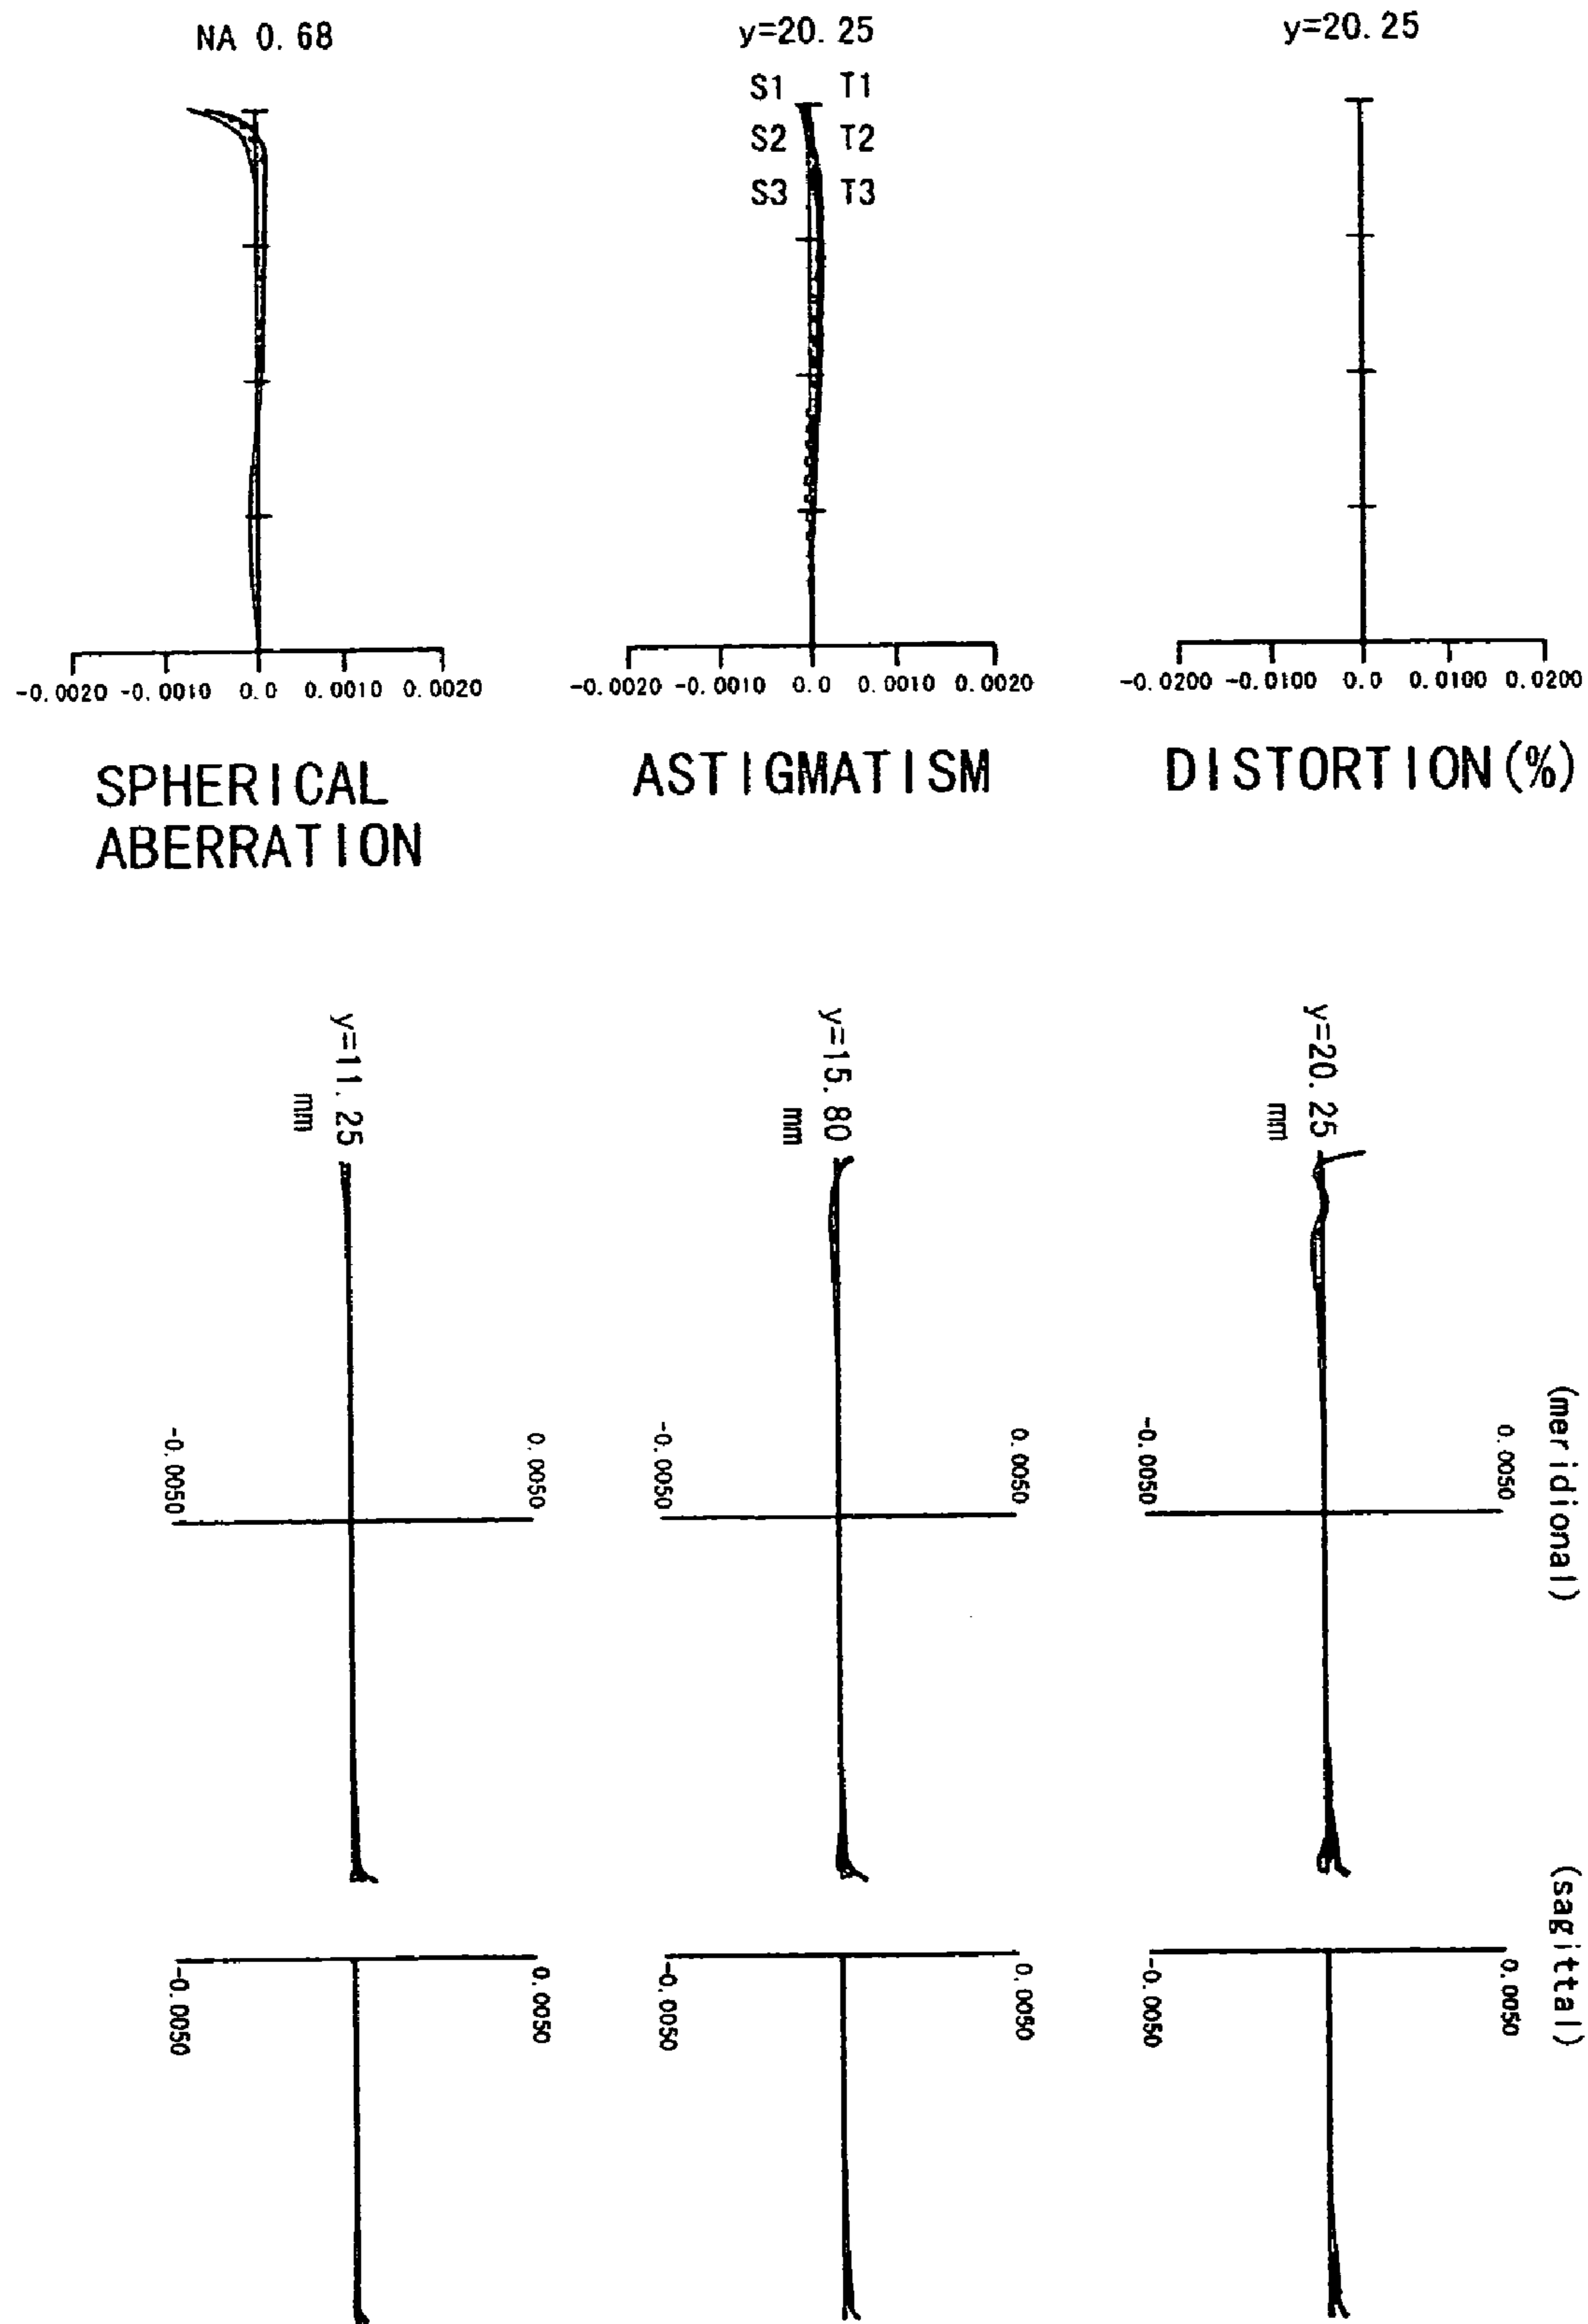 NA 0.68
y=20.25
y=20.25
S1 T1
S2 T2
S3 T3
-0.0020 -0.0010 0.0 0.0010 0.0020
-0.0020 -0.0010 0.0 0.0010 0.0020
-0.0200 -0.0100 0.0 0.0100 0.0200
SPHERICAL
ABERRATION
ASTIGMATISM
DISTORTION(%)
y=11.25
mm
y=15.80
mm
y=20.25
mm
-0.0050
0.0050
-0.0050
0.0050
-0.0050
0.0050
(meridional)
-0.0050
0.0050
-0.0050
0.0050
-0.0050
0.0050
(sagittal)